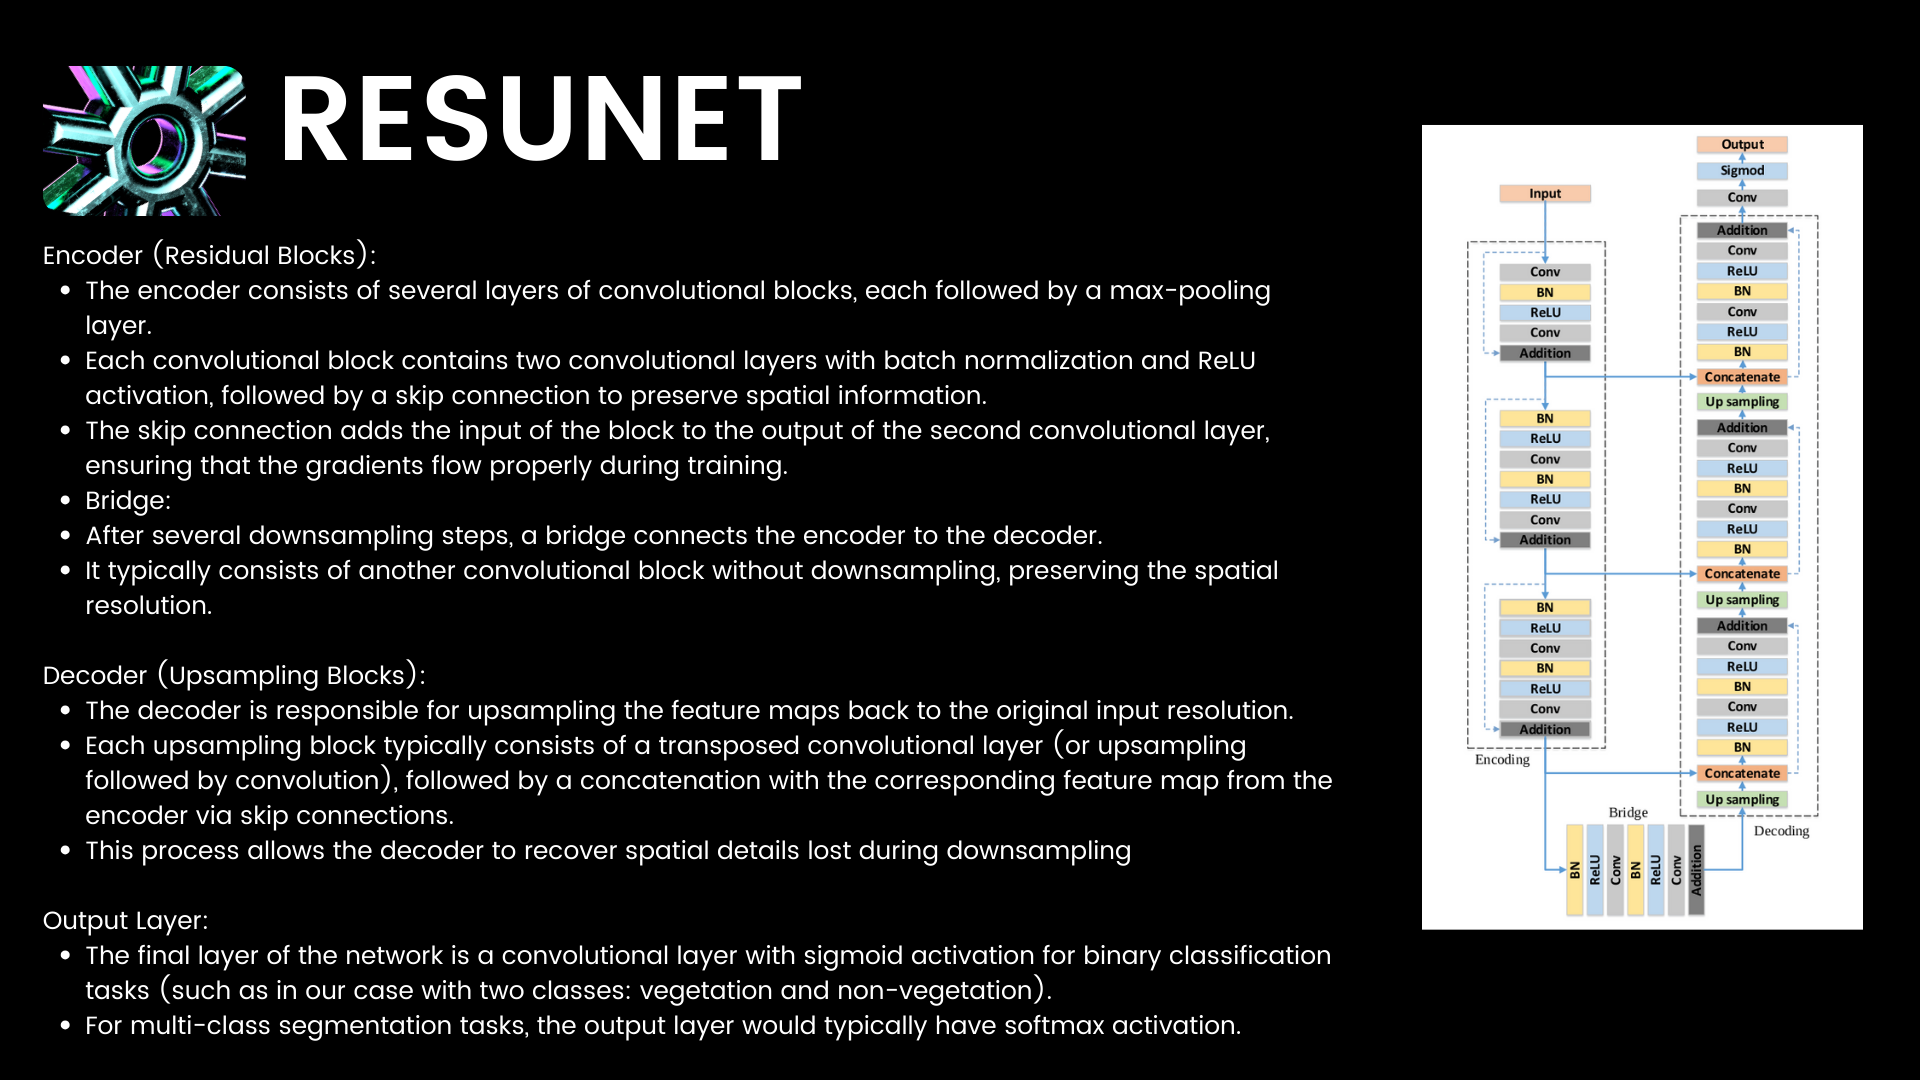 RESUNET
Encoder (Residual Blocks):
• The encoder consists of several layers of convolutional blocks, each followed by a max-pooling
layer.
• Each convolutional block contains two convolutional layers with batch normalization and ReLU
activation, followed by a skip connection to preserve spatial information.
• The skip connection adds the input of the block to the output of the second convolutional layer,
ensuring that the gradients flow properly during training.
• Bridge:
• After several downsampling steps, a bridge connects the encoder to the decoder.
• It typically consists of another convolutional block without downsampling, preserving the spatial
resolution.
Decoder (Upsampling Blocks):
• The decoder is responsible for upsampling the feature maps back to the original input resolution.
• Each upsampling block typically consists of a transposed convolutional layer (or upsampling
followed by convolution), followed by a concatenation with the corresponding feature map from the
encoder via skip connections.
• This process allows the decoder to recover spatial details lost during downsampling
Output Layer:
• The final layer of the network is a convolutional layer with sigmoid activation for binary classification
tasks (such as in our case with two classes: vegetation and non-vegetation).
• For multi-class segmentation tasks, the output layer would typically have softmax activation.
Input
Conv
BN
ReLU
Conv
Addition
BN
ReLU
Conv
BN
ReLU
Conv
Addition
BN
ReLU
Conv
BN
ReLU
Conv
Addition
Encoding
Bridge
BN
ReLU
Conv
BN
ReLU
Conv
Addition
Output
Sigmod
Conv
Addition
Conv
ReLU
BN
Conv
ReLU
BN
Concatenate
Up sampling
Addition
Conv
ReLU
BN
Conv
ReLU
BN
Concatenate
Up sampling
Addition
Conv
ReLU
BN
Conv
ReLU
BN
Concatenate
Up sampling
Decoding